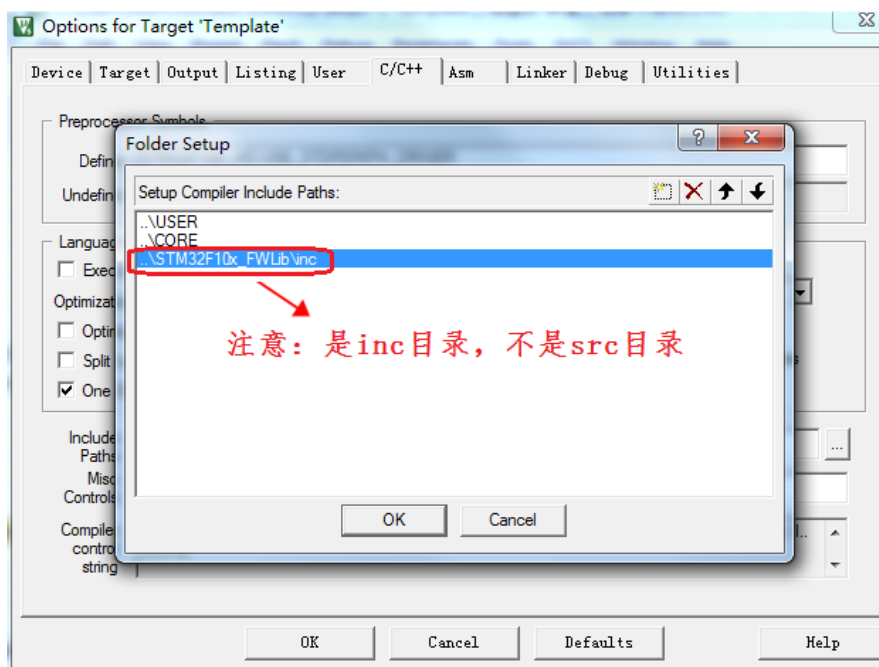 Options for Target 'Template'
Device Target Output Listing User C/C++ Asm Linker Debug Utilities
Preprocessor Symbols
Folder Setup
Defin
Setup Compiler Include Paths:
Undefin
..\USER
..\CORE
Languag
..\STM32F10x_FWLib\inc
Exec
Optimizat
Optin
注意：是inc目录，不是src目录
Split
One
Include
Paths
...
Misc
Controls
OK Cancel
Compile
contro
string
OK Cancel Defaults Help